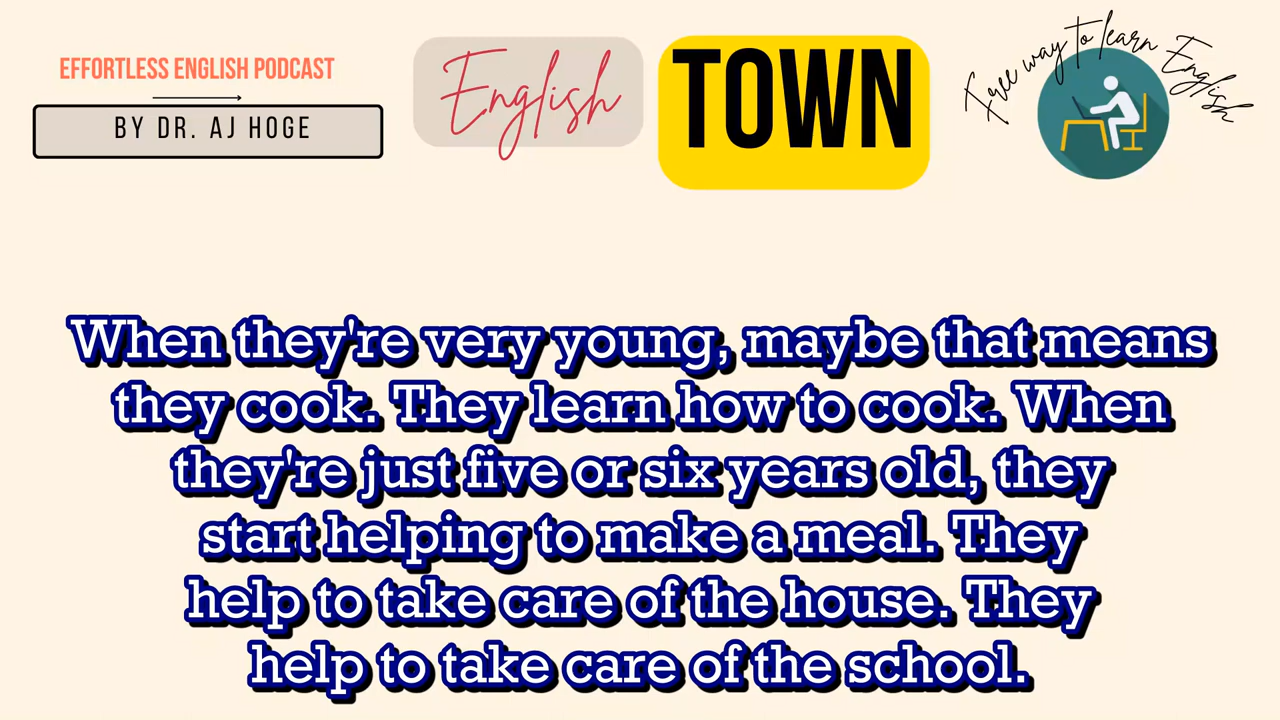 EFFORTLESS ENGLISH PODCAST
BY DR. AJ HOGE
English
TOWN
Free way to learn English
When they're very young, maybe that means
they cook. They learn how to cook. When
they're just five or six years old, they
start helping to make a meal. They
help to take care of the house. They
help to take care of the school.